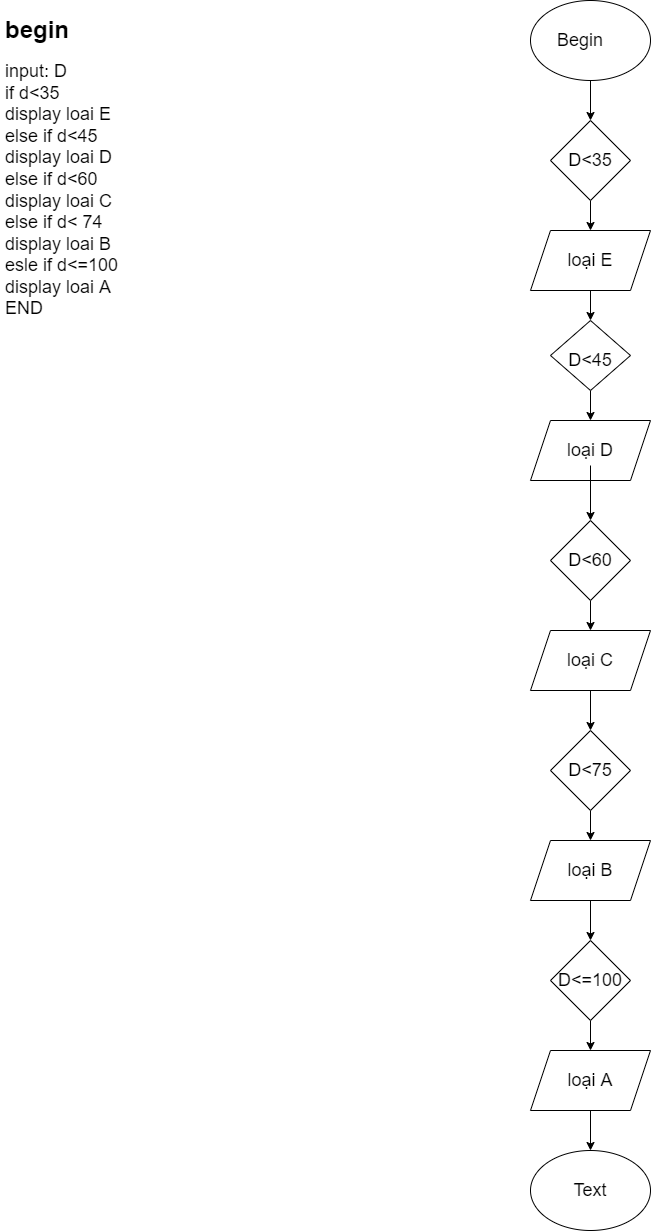 begin
input: D
if d<35
display loai E
else if d<45
display loai D
else if d<60
display loai C
else if d< 74
display loai B
esle if d<=100
display loai A
END
Begin
D<35
loại E
D<45
loại D
D<60
loại C
D<75
loại B
D<=100
loại A
Text